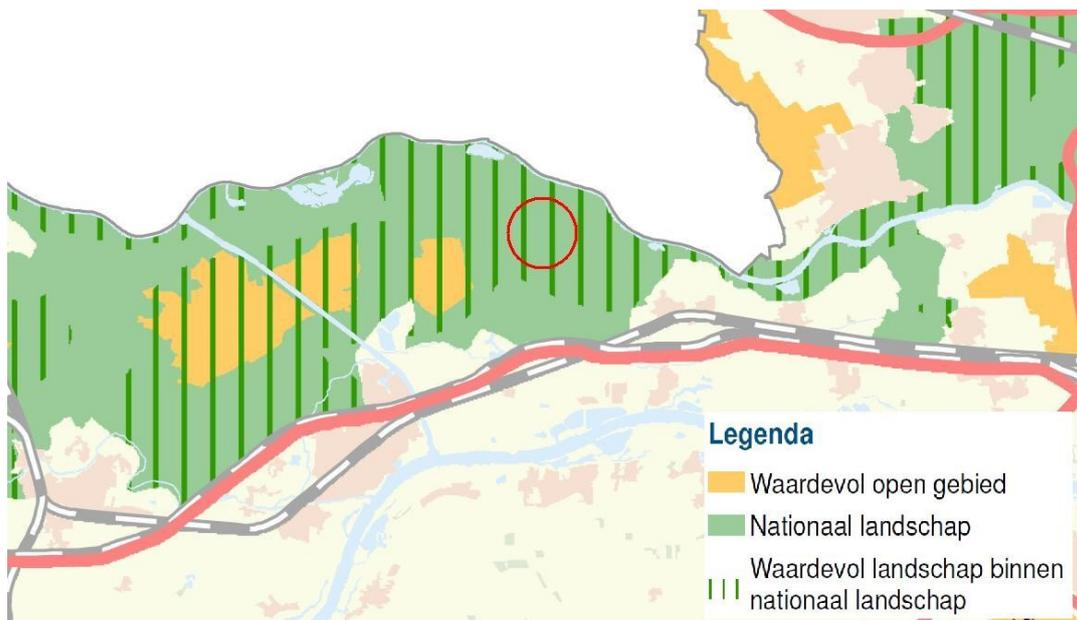 Legenda
Waardevol open gebied
Nationaal landschap
Waardevol landschap binnen
nationaal landschap